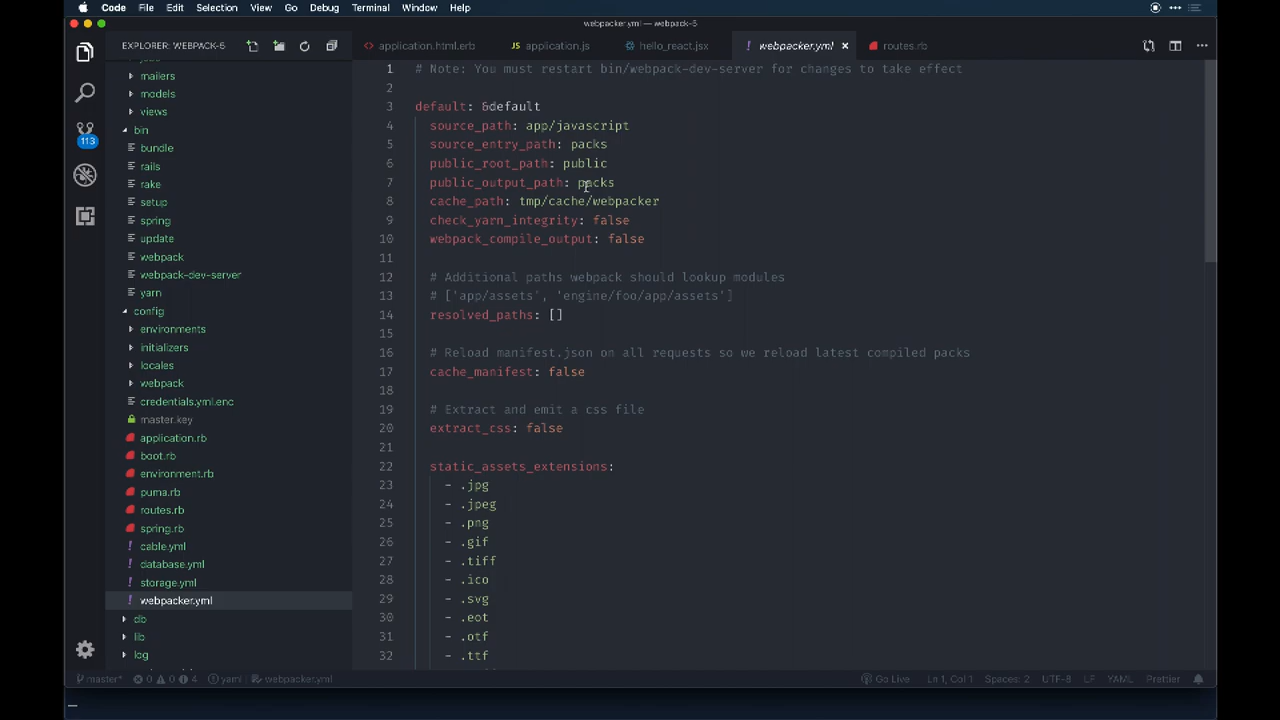 Code File Edit Selection View Go Debug Terminal Window Help
webpacker.yml — webpack-5
EXPLORER: WEBPACK-5
application.html.erb
JS application.js
hello_react.jsx
! webpacker.yml ×
routes.rb
mailers
models
views
bin
bundle
rails
rake
setup
spring
update
webpack
webpack-dev-server
yarn
config
environments
initializers
locales
webpack
credentials.yml.enc
master.key
application.rb
boot.rb
environment.rb
puma.rb
routes.rb
spring.rb
! cable.yml
! database.yml
! storage.yml
! webpacker.yml
db
lib
log
113
1 # Note: You must restart bin/webpack-dev-server for changes to take effect
2
3 default: &default
4 source_path: app/javascript
5 source_entry_path: packs
6 public_root_path: public
7 public_output_path: packs
8 cache_path: tmp/cache/webpacker
9 check_yarn_integrity: false
10 webpack_compile_output: false
11
12 # Additional paths webpack should lookup modules
13 # ['app/assets', 'engine/foo/app/assets']
14 resolved_paths: []
15
16 # Reload manifest.json on all requests so we reload latest compiled packs
17 cache_manifest: false
18
19 # Extract and emit a css file
20 extract_css: false
21
22 static_assets_extensions:
23 - .jpg
24 - .jpeg
25 - .png
26 - .gif
27 - .tiff
28 - .ico
29 - .svg
30 - .eot
31 - .otf
32 - .ttf
master* 0 0 4 yaml webpacker.yml Go Live Ln 1, Col 1 Spaces: 2 UTF-8 LF YAML Prettier